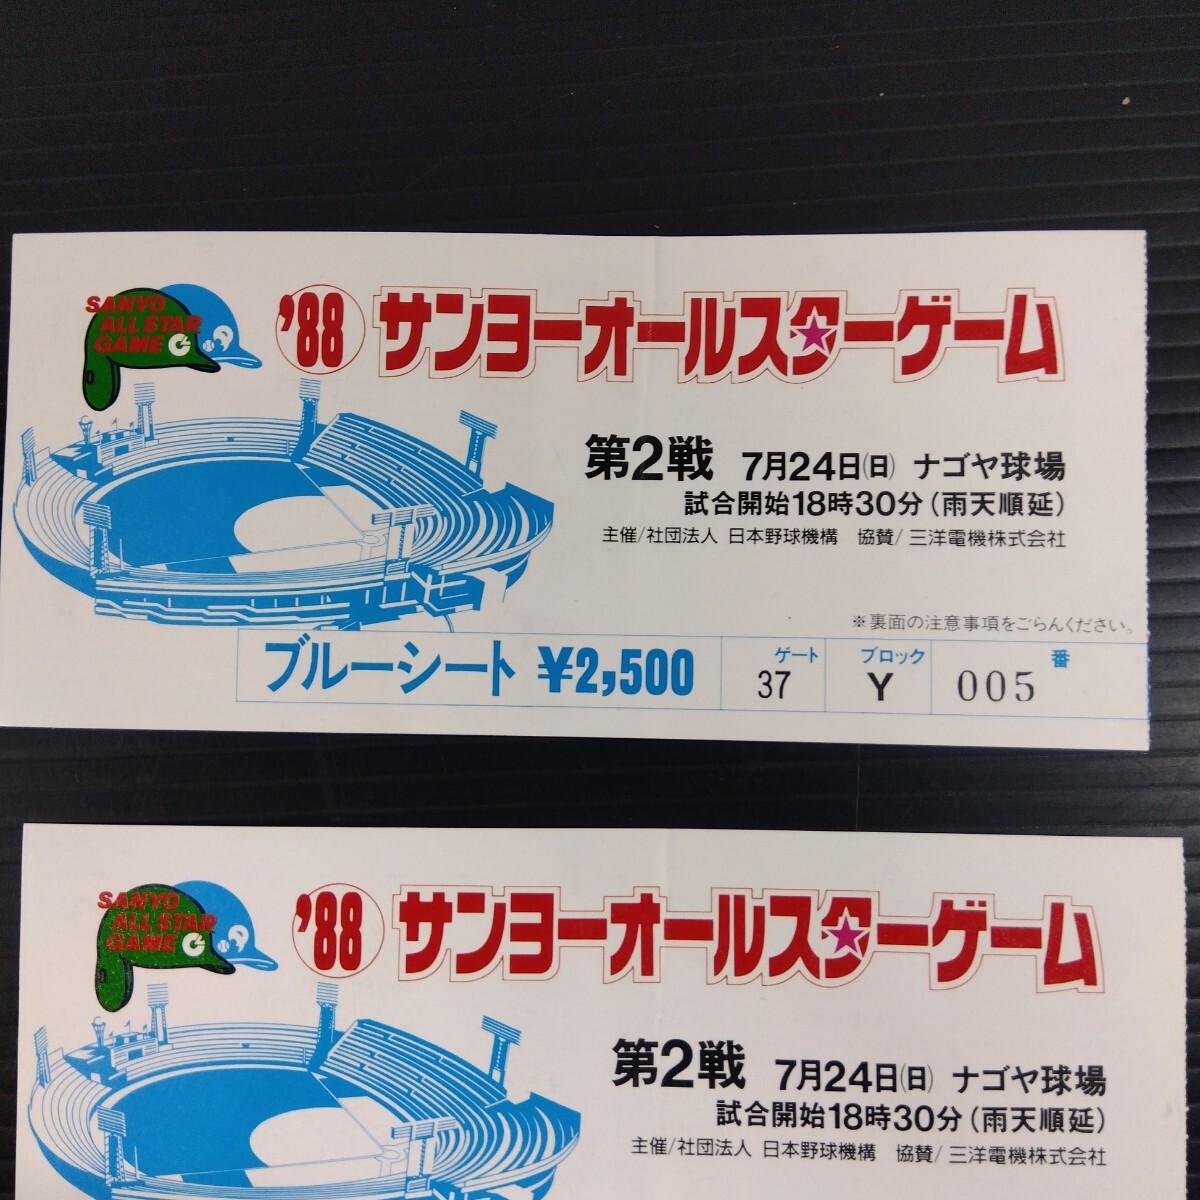 SANYO
ALL STAR
GAME
'88 サンヨーオールスターゲーム
第2戦 7月24日(日) ナゴヤ球場
試合開始18時30分(雨天順延)
主催/社団法人 日本野球機構 協賛/三洋電機株式会社
※裏面の注意事項をごらんください。
ブルーシート ¥2,500 ゲート 37 ブロック Y 005 番
SANYO
ALL STAR
GAME
'88 サンヨーオールスターゲーム
第2戦 7月24日(日) ナゴヤ球場
試合開始18時30分(雨天順延)
主催/社団法人 日本野球機構 協賛/三洋電機株式会社